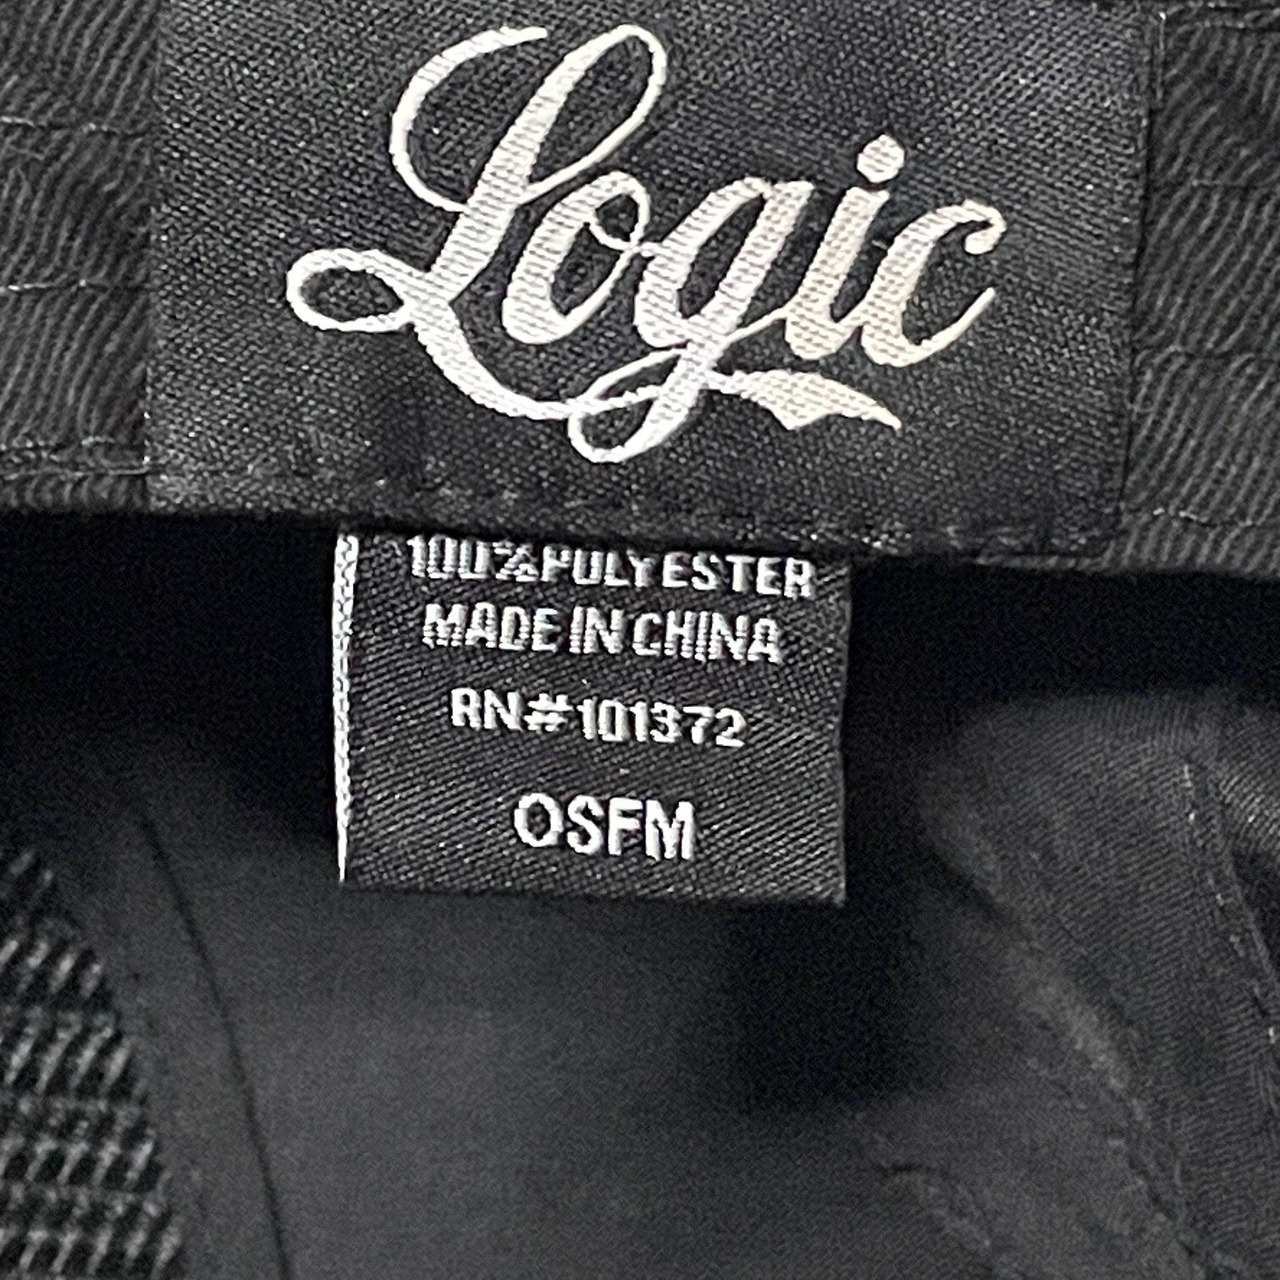 Logic
100%POLYESTER
MADE IN CHINA
RN#101372
OSFM